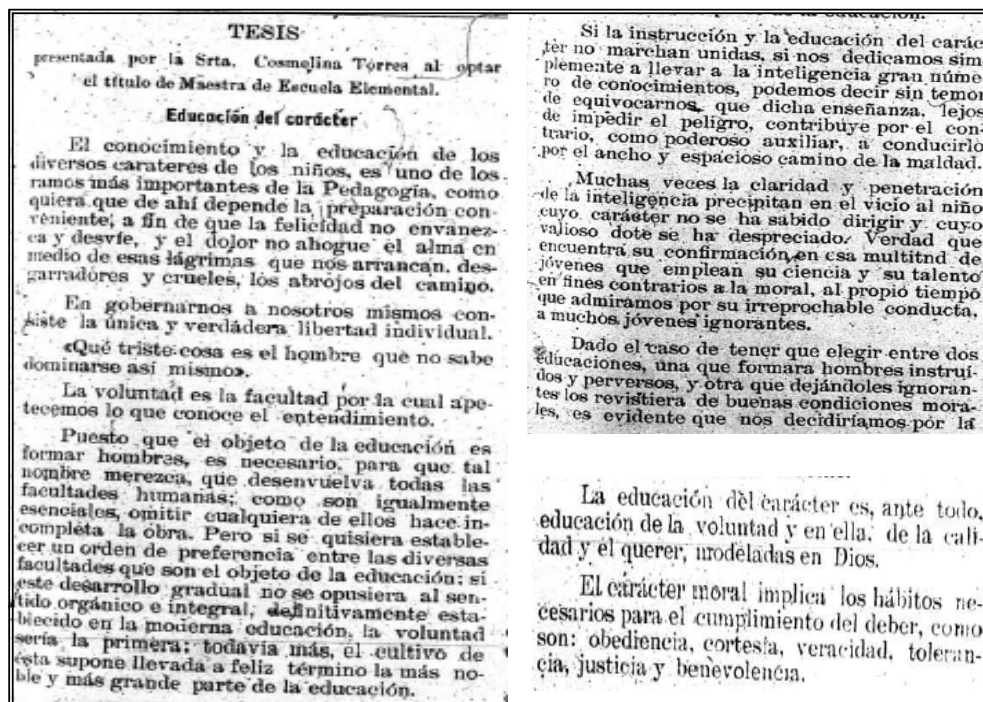 TESIS
presentada por la Srta. Cosmelina Torres al optar
el título de Maestra de Escuela Elemental.
Educación del carácter
El conocimiento y la educación de los
diversos carateres de los niños, es uno de los
ramos más importantes de la Pedagogía, como
quiera que de ahí depende la preparación con-
veniente, a fin de que la felicidad no envanez-
ca y desvíe, y el dolor no ahogue el alma en
medio de esas lágrimas que nos arrancan, des-
garradores y crueles, los abrojos del camino.
En gobernarnos a nosotros mismos con-
siste la única y verdadera libertad individual.
«Qué triste cosa es el hombre que no sabe
dominarse así mismo».
La voluntad es la facultad por la cual ape-
tecemos lo que conoce el entendimiento.
Puesto que el objeto de la educación es
formar hombres, es necesario, para que tal
nombre merezca, que desenvuelva todas las
facultades humanas; como son igualmente
esenciales, omitir cualquiera de ellos hace in-
completa la obra. Pero si se quisiera estable-
cer un orden de preferencia entre las diversas
facultades que son el objeto de la educación; si
este desarrollo gradual no se opusiera al sen-
tido orgánico e integral, definitivamente esta-
blecido en la moderna educación, la voluntad
sería la primera; todavía más, el cultivo de
esta supone llevada a feliz término la más no-
ble y más grande parte de la educación.
Si la instrucción y la educación del carác
ter no marchan unidas, si nos dedicamos sim
plemente a llevar a la inteligencia gran núme
ro de conocimientos, podemos decir sin temor
de equivocarnos, que dicha enseñanza, lejos
de impedir el peligro, contribuye por el con-
trario, como poderoso auxiliar, a conducirlo
por el ancho y espacioso camino de la maldad.
Muchas veces la claridad y penetración
de la inteligencia precipitan en el vicio al niño
cuyo carácter no se ha sabido dirigir y cuyo
valioso dote se ha despreciado. Verdad que
encuentra su confirmación en esa multitnd de
jóvenes que emplean su ciencia y su talento
en fines contrarios a la moral, al propio tiempo
que admiramos por su irreprochable conducta,
a muchos jóvenes ignorantes.
Dado el caso de tener que elegir entre dos
educaciones, una que formara hombres instruí-
dos y perversos, y otra que dejándoles ignoran-
tes los revistiera de buenas condiciones mora-
les, es evidente que nos decidiríamos por la
La educación del carácter es, ante todo,
educación de la voluntad y en ella, de la cali-
dad y el querer, modeladas en Dios.
El carácter moral implica los hábitos ne-
cesarios para el cumplimiento del deber, como
son: obediencia, cortesía, veracidad, toleran-
cia, justicia y benevolencia.